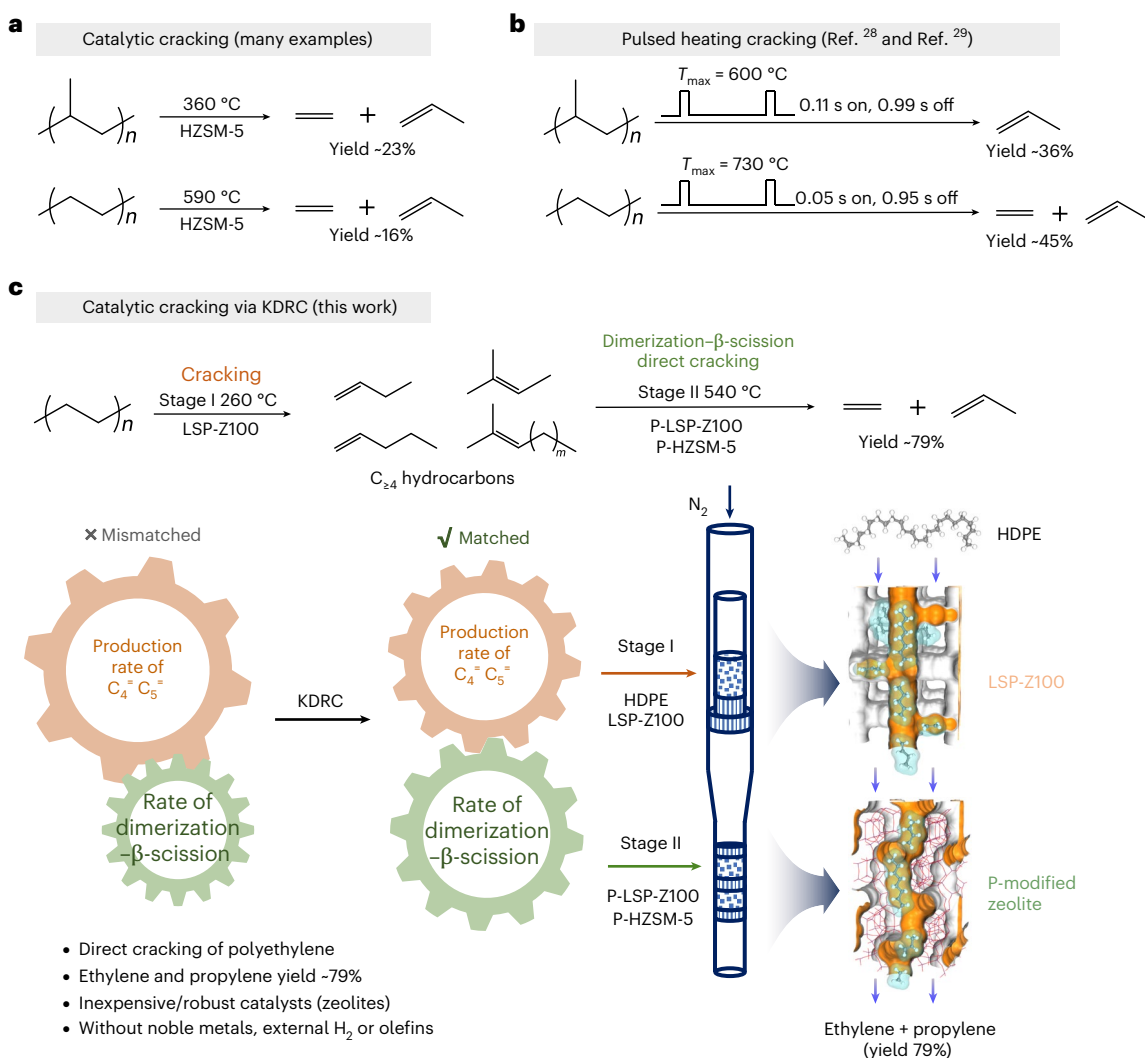 a
Catalytic cracking (many examples)
n
360 °C
HZSM-5
+
Yield ~23%
n
590 °C
HZSM-5
+
Yield ~16%
b
Pulsed heating cracking (Ref. 28 and Ref. 29)
n
Tmax = 600 °C
0.11 s on, 0.99 s off
Yield ~36%
n
Tmax = 730 °C
0.05 s on, 0.95 s off
+
Yield ~45%
c
Catalytic cracking via KDRC (this work)
n
Cracking
Stage I 260 °C
LSP-Z100
m
C≥4 hydrocarbons
Dimerization–β-scission
direct cracking
Stage II 540 °C
P-LSP-Z100
P-HZSM-5
+
Yield ~79%
× Mismatched
Production
rate of
C4= C5=
Rate of
dimerization
–β-scission
KDRC
√ Matched
Production
rate of
C4= C5=
Rate of
dimerization
–β-scission
N2
Stage I
HDPE
LSP-Z100
Stage II
P-LSP-Z100
P-HZSM-5
HDPE
LSP-Z100
P-modified
zeolite
Ethylene + propylene
(yield 79%)
• Direct cracking of polyethylene
• Ethylene and propylene yield ~79%
• Inexpensive/robust catalysts (zeolites)
• Without noble metals, external H2 or olefins